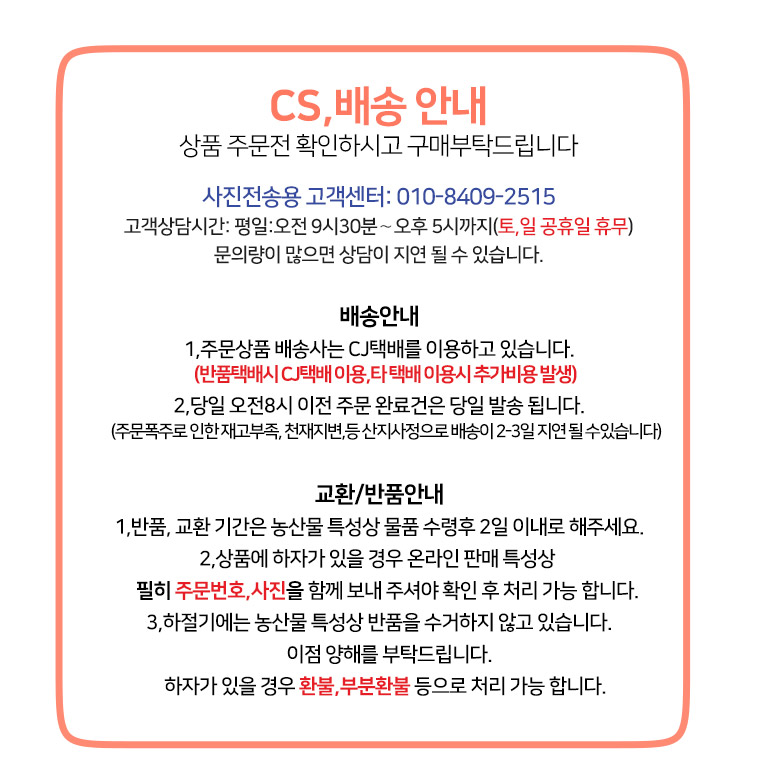 CS,배송 안내
상품 주문전 확인하시고 구매부탁드립니다
사진전송용 고객센터: 010-8409-2515
고객상담시간: 평일:오전 9시30분~오후 5시까지(토,일 공휴일 휴무)
문의량이 많으면 상담이 지연 될 수 있습니다.
배송안내
1,주문상품 배송사는 CJ택배를 이용하고 있습니다.
(반품택배시 CJ택배 이용,타 택배 이용시 추가비용 발생)
2,당일 오전8시 이전 주문 완료건은 당일 발송 됩니다.
(주문폭주로 인한 재고부족, 천재지변,등 산지사정으로 배송이 2-3일 지연 될 수있습니다)
교환/반품안내
1,반품, 교환 기간은 농산물 특성상 물품 수령후 2일 이내로 해주세요.
2,상품에 하자가 있을 경우 온라인 판매 특성상
필히 주문번호,사진을 함께 보내 주셔야 확인 후 처리 가능 합니다.
3,하절기에는 농산물 특성상 반품을 수거하지 않고 있습니다.
이점 양해를 부탁드립니다.
하자가 있을 경우 환불,부분환불 등으로 처리 가능 합니다.